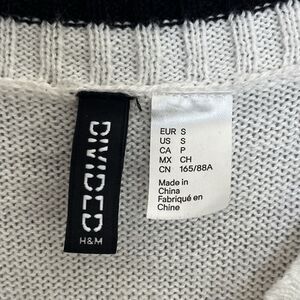 DIVIDED
H&M
EUR S
US S
CA P
MX CH
CN 165/88A
Made in
China
Fabriqué en
Chine